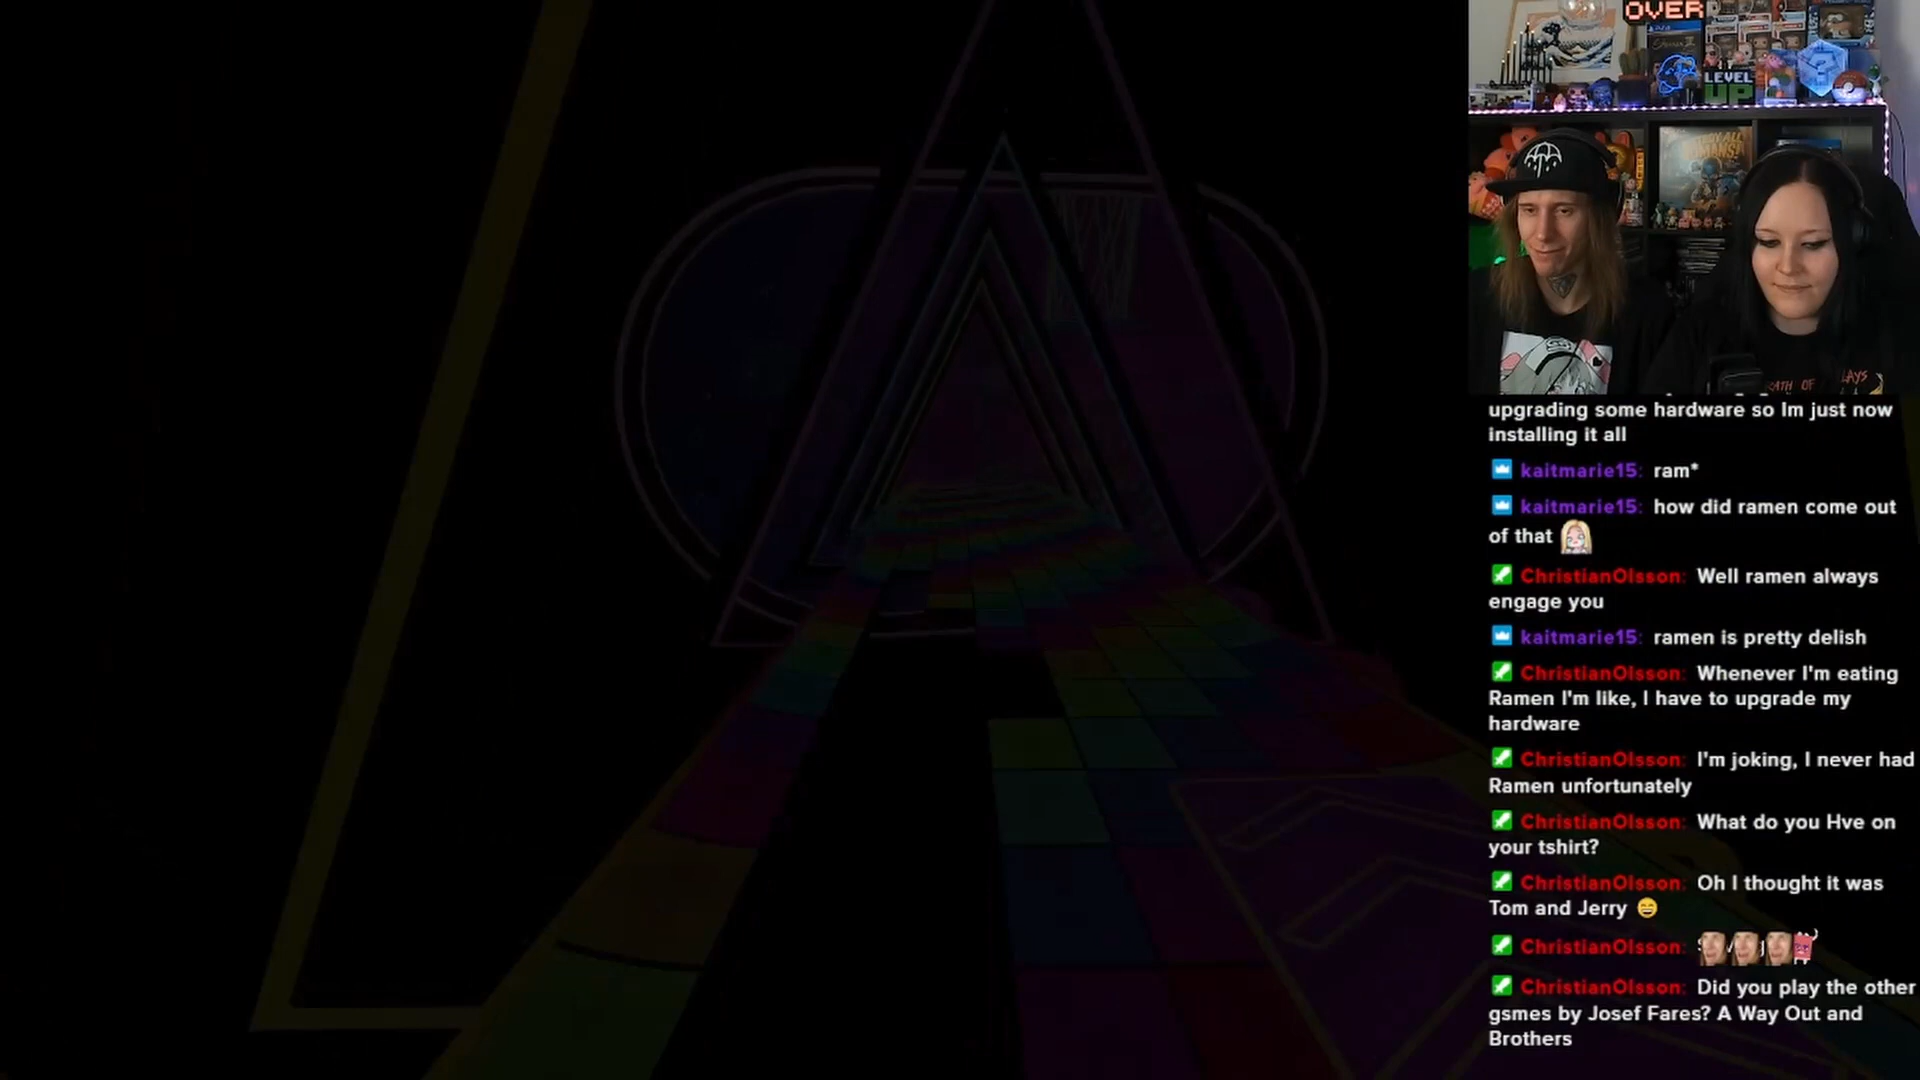 OVER
LEVEL
UP
upgrading some hardware so Im just now
installing it all
kaitmarie15: ram*
kaitmarie15: how did ramen come out
of that
ChristianOlsson: Well ramen always
engage you
kaitmarie15: ramen is pretty delish
ChristianOlsson: Whenever I'm eating
Ramen I'm like, I have to upgrade my
hardware
ChristianOlsson: I'm joking, I never had
Ramen unfortunately
ChristianOlsson: What do you Hve on
your tshirt?
ChristianOlsson: Oh I thought it was
Tom and Jerry 😄
ChristianOlsson:
ChristianOlsson: Did you play the other
gsmes by Josef Fares? A Way Out and
Brothers